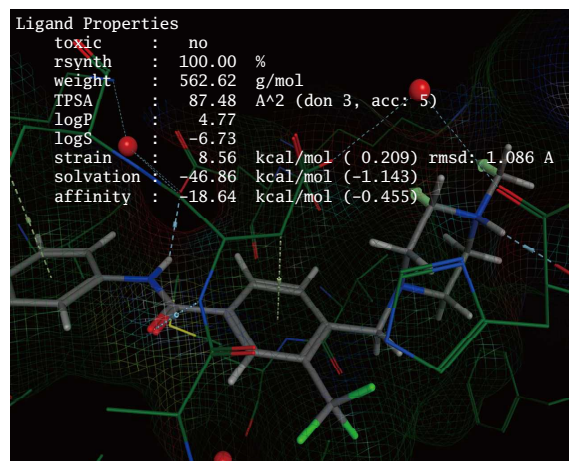 Ligand Properties
toxic : no
rsynth : 100.00 %
weight : 562.62 g/mol
TPSA : 87.48 A^2 (don 3, acc: 5)
logP : 4.77
logS : -6.73
strain : 8.56 kcal/mol ( 0.209) rmsd: 1.086 A
solvation : -46.86 kcal/mol (-1.143)
affinity : -18.64 kcal/mol (-0.455)